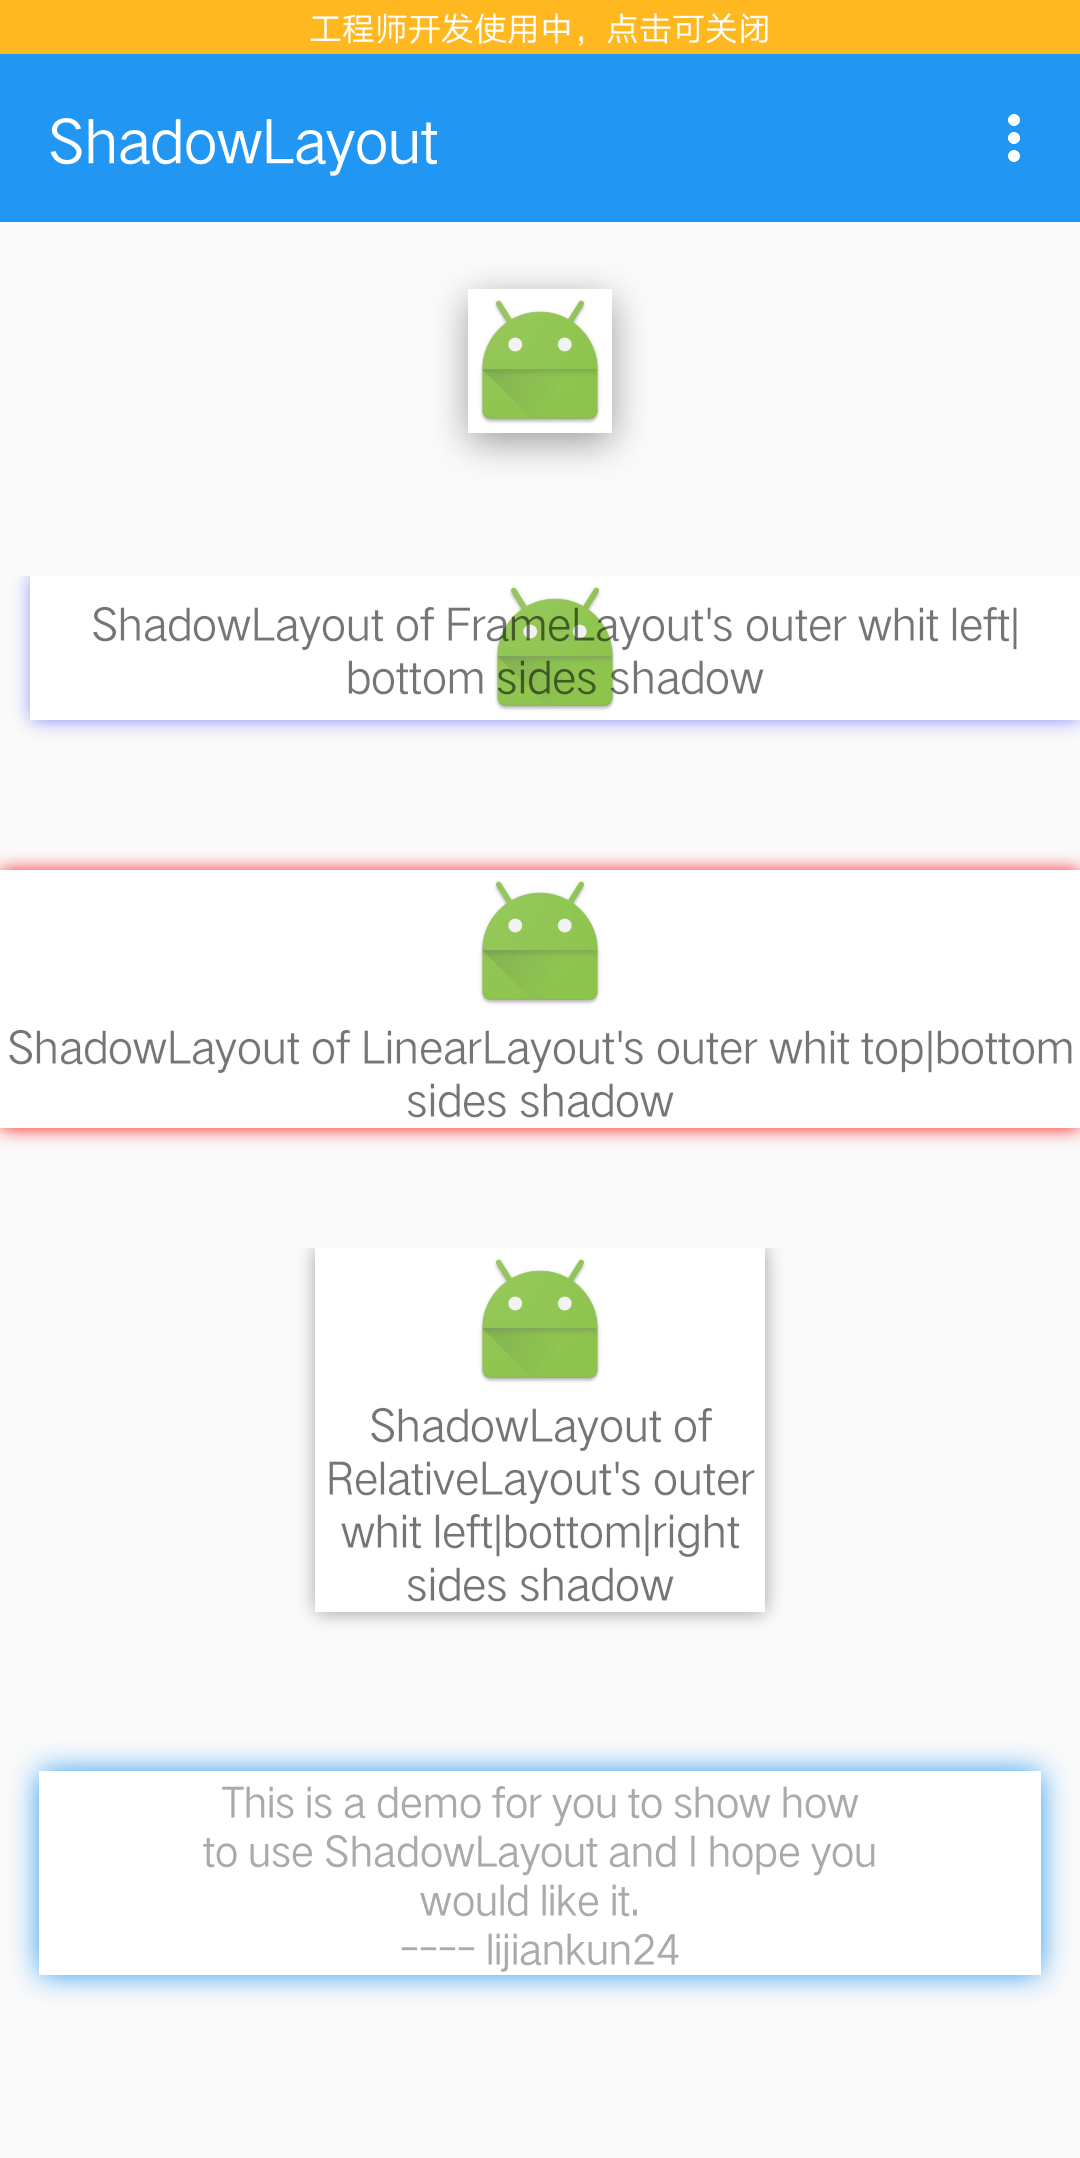 工程师开发使用中，点击可关闭
ShadowLayout
ShadowLayout of FrameLayout's outer whit left|
bottom sides shadow
ShadowLayout of LinearLayout's outer whit top|bottom
sides shadow
ShadowLayout of
RelativeLayout's outer
whit left|bottom|right
sides shadow
This is a demo for you to show how
to use ShadowLayout and I hope you
would like it.
---- lijiankun24